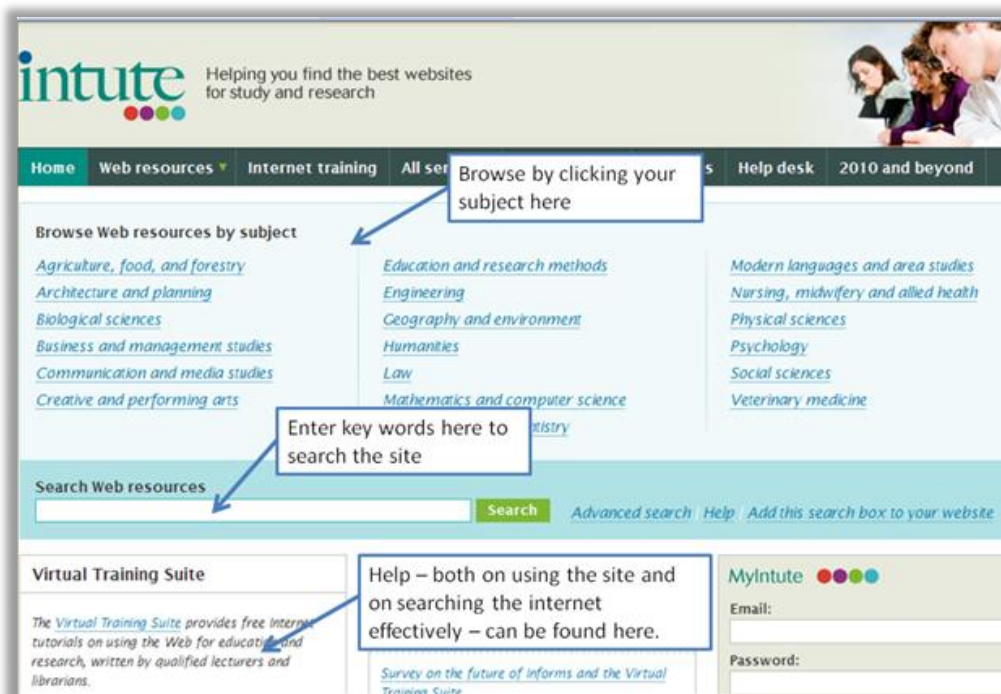 intute
Helping you find the best websites
for study and research
Home Web resources Internet training All Help desk 2010 and beyond
Browse by clicking your
subject here
Browse Web resources by subject
Agriculture, food, and forestry
Architecture and planning
Biological sciences
Business and management studies
Communication and media studies
Creative and performing arts
Education and research methods
Engineering
Geography and environment
Humanities
Law
Mathematics and computer science
Modern languages and area studies
Nursing, midwifery and allied health
Physical sciences
Psychology
Social sciences
Veterinary medicine
Enter key words here to
search the site
Search Web resources
Search Advanced search Help Add this search box to your website
Virtual Training Suite
The Virtual Training Suite provides free Internet
tutorials on using the Web for education and
research, written by qualified lecturers and
librarians.
Help – both on using the site and
on searching the internet
effectively – can be found here.
Survey on the future of Informs and the Virtual
Training Suite
MyIntute
Email:
Password: